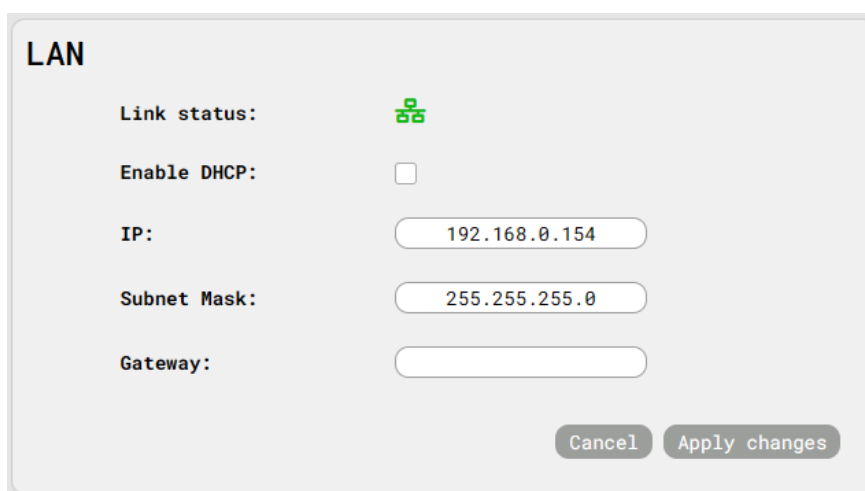 LAN
Link status:
Enable DHCP:
IP: 192.168.0.154
Subnet Mask: 255.255.255.0
Gateway:
Cancel Apply changes